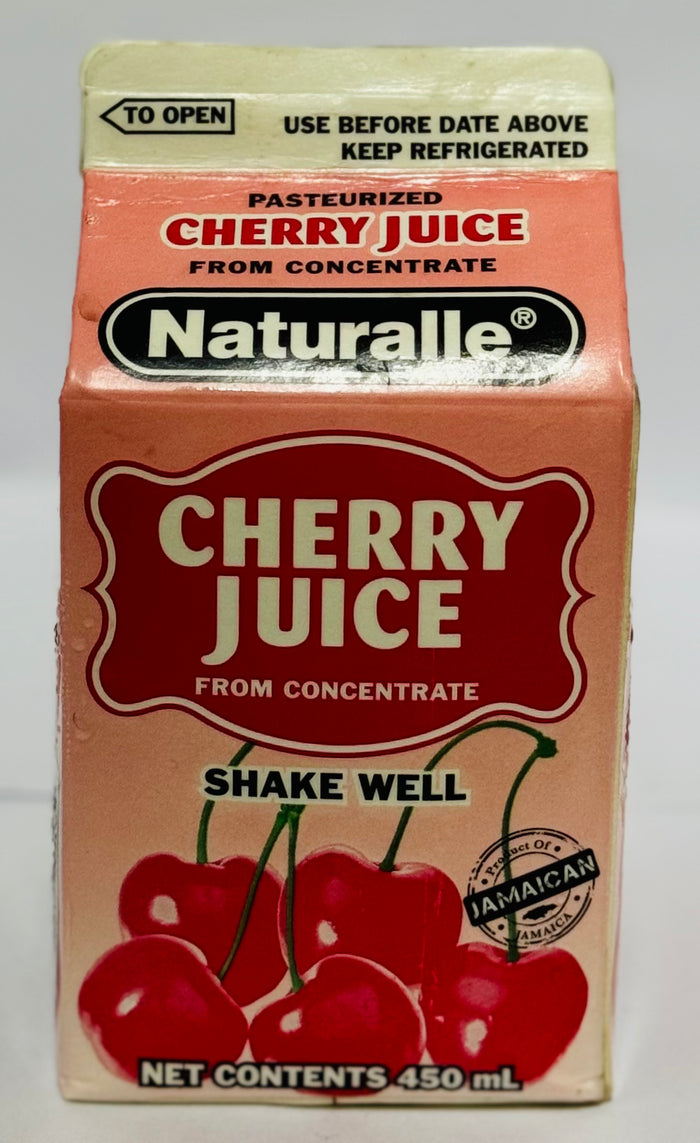 TO OPEN
USE BEFORE DATE ABOVE
KEEP REFRIGERATED
PASTEURIZED
CHERRY JUICE
FROM CONCENTRATE
Naturalle®
CHERRY
JUICE
FROM CONCENTRATE
SHAKE WELL
Product Of
JAMAICAN
JAMAICA
NET CONTENTS 450 mL